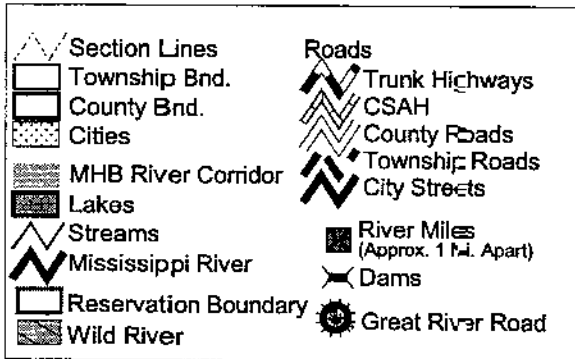 Section Lines
Township Bnd.
County Bnd.
Cities
MHB River Corridor
Lakes
Streams
Mississippi River
Reservation Boundary
Wild River
Roads
Trunk Highways
CSAH
County Roads
Township Roads
City Streets
River Miles
(Approx. 1 Mi. Apart)
Dams
Great River Road